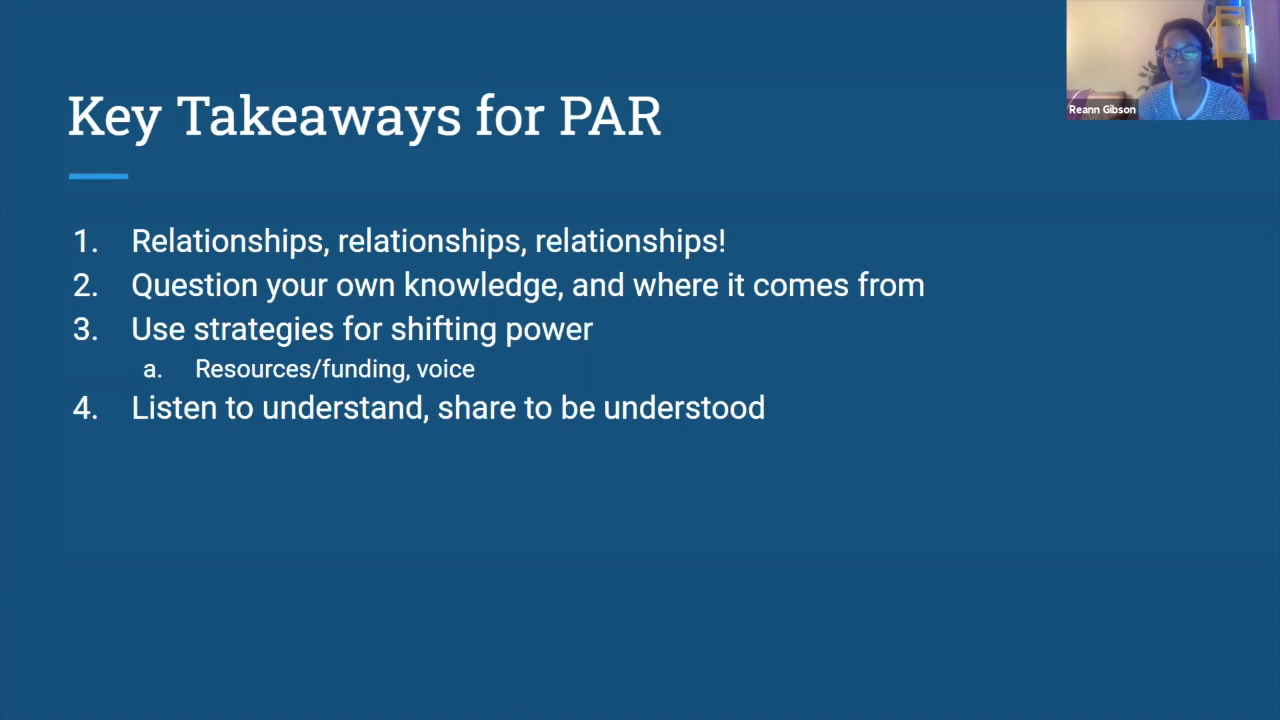 Key Takeaways for PAR
Reann Gibson
1. Relationships, relationships, relationships!
2. Question your own knowledge, and where it comes from
3. Use strategies for shifting power
a. Resources/funding, voice
4. Listen to understand, share to be understood